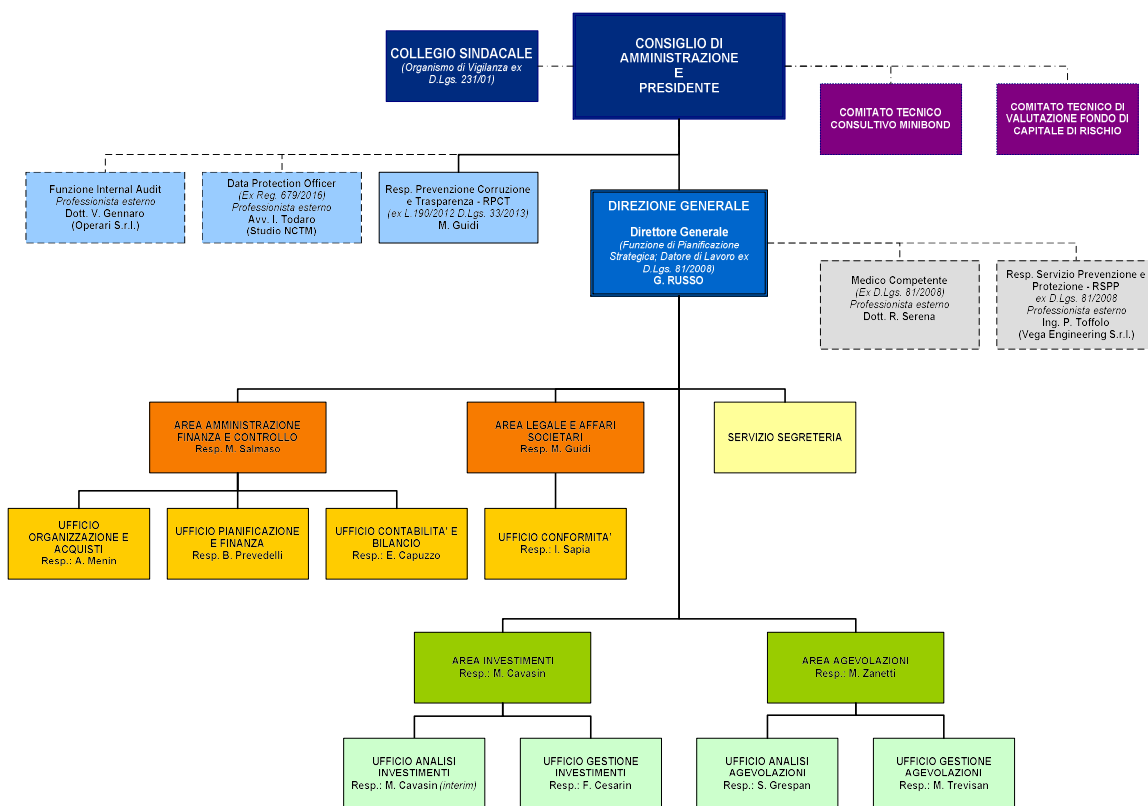 COLLEGIO SINDACALE
(Organismo di Vigilanza ex
D.Lgs. 231/01)
CONSIGLIO DI
AMMINISTRAZIONE
E
PRESIDENTE
COMITATO TECNICO
CONSULTIVO MINIBOND
COMITATO TECNICO DI
VALUTAZIONE FONDO DI
CAPITALE DI RISCHIO
Funzione Internal Audit
Professionista esterno
Dott. V. Gennaro
(Operari S.r.l.)
Data Protection Officer
(Ex Reg. 679/2016)
Professionista esterno
Avv. I. Todaro
(Studio NCTM)
Resp. Prevenzione Corruzione
e Trasparenza - RPCT
(ex L.190/2012 D.Lgs. 33/2013)
M. Guidi
DIREZIONE GENERALE
Direttore Generale
(Funzione di Pianificazione
Strategica; Datore di Lavoro ex
D.Lgs. 81/2008)
G. RUSSO
Medico Competente
(Ex D.Lgs. 81/2008)
Professionista esterno
Dott. R. Serena
Resp. Servizio Prevenzione e
Protezione - RSPP
ex D.Lgs. 81/2008
Professionista esterno
Ing. P. Toffolo
(Vega Engineering S.r.l.)
AREA AMMINISTRAZIONE
FINANZA E CONTROLLO
Resp. M. Salmaso
AREA LEGALE E AFFARI
SOCIETARI
Resp. M. Guidi
SERVIZIO SEGRETERIA
UFFICIO
ORGANIZZAZIONE E
ACQUISTI
Resp.: A. Menin
UFFICIO PIANIFICAZIONE
E FINANZA
Resp. B. Prevedelli
UFFICIO CONTABILITA' E
BILANCIO
Resp.: E. Capuzzo
UFFICIO CONFORMITA'
Resp.: I. Sapia
AREA INVESTIMENTI
Resp.: M. Cavasin
AREA AGEVOLAZIONI
Resp.: M. Zanetti
UFFICIO ANALISI
INVESTIMENTI
Resp.: M. Cavasin (interim)
UFFICIO GESTIONE
INVESTIMENTI
Resp.: F. Cesarin
UFFICIO ANALISI
AGEVOLAZIONI
Resp.: S. Grespan
UFFICIO GESTIONE
AGEVOLAZIONI
Resp.: M. Trevisan